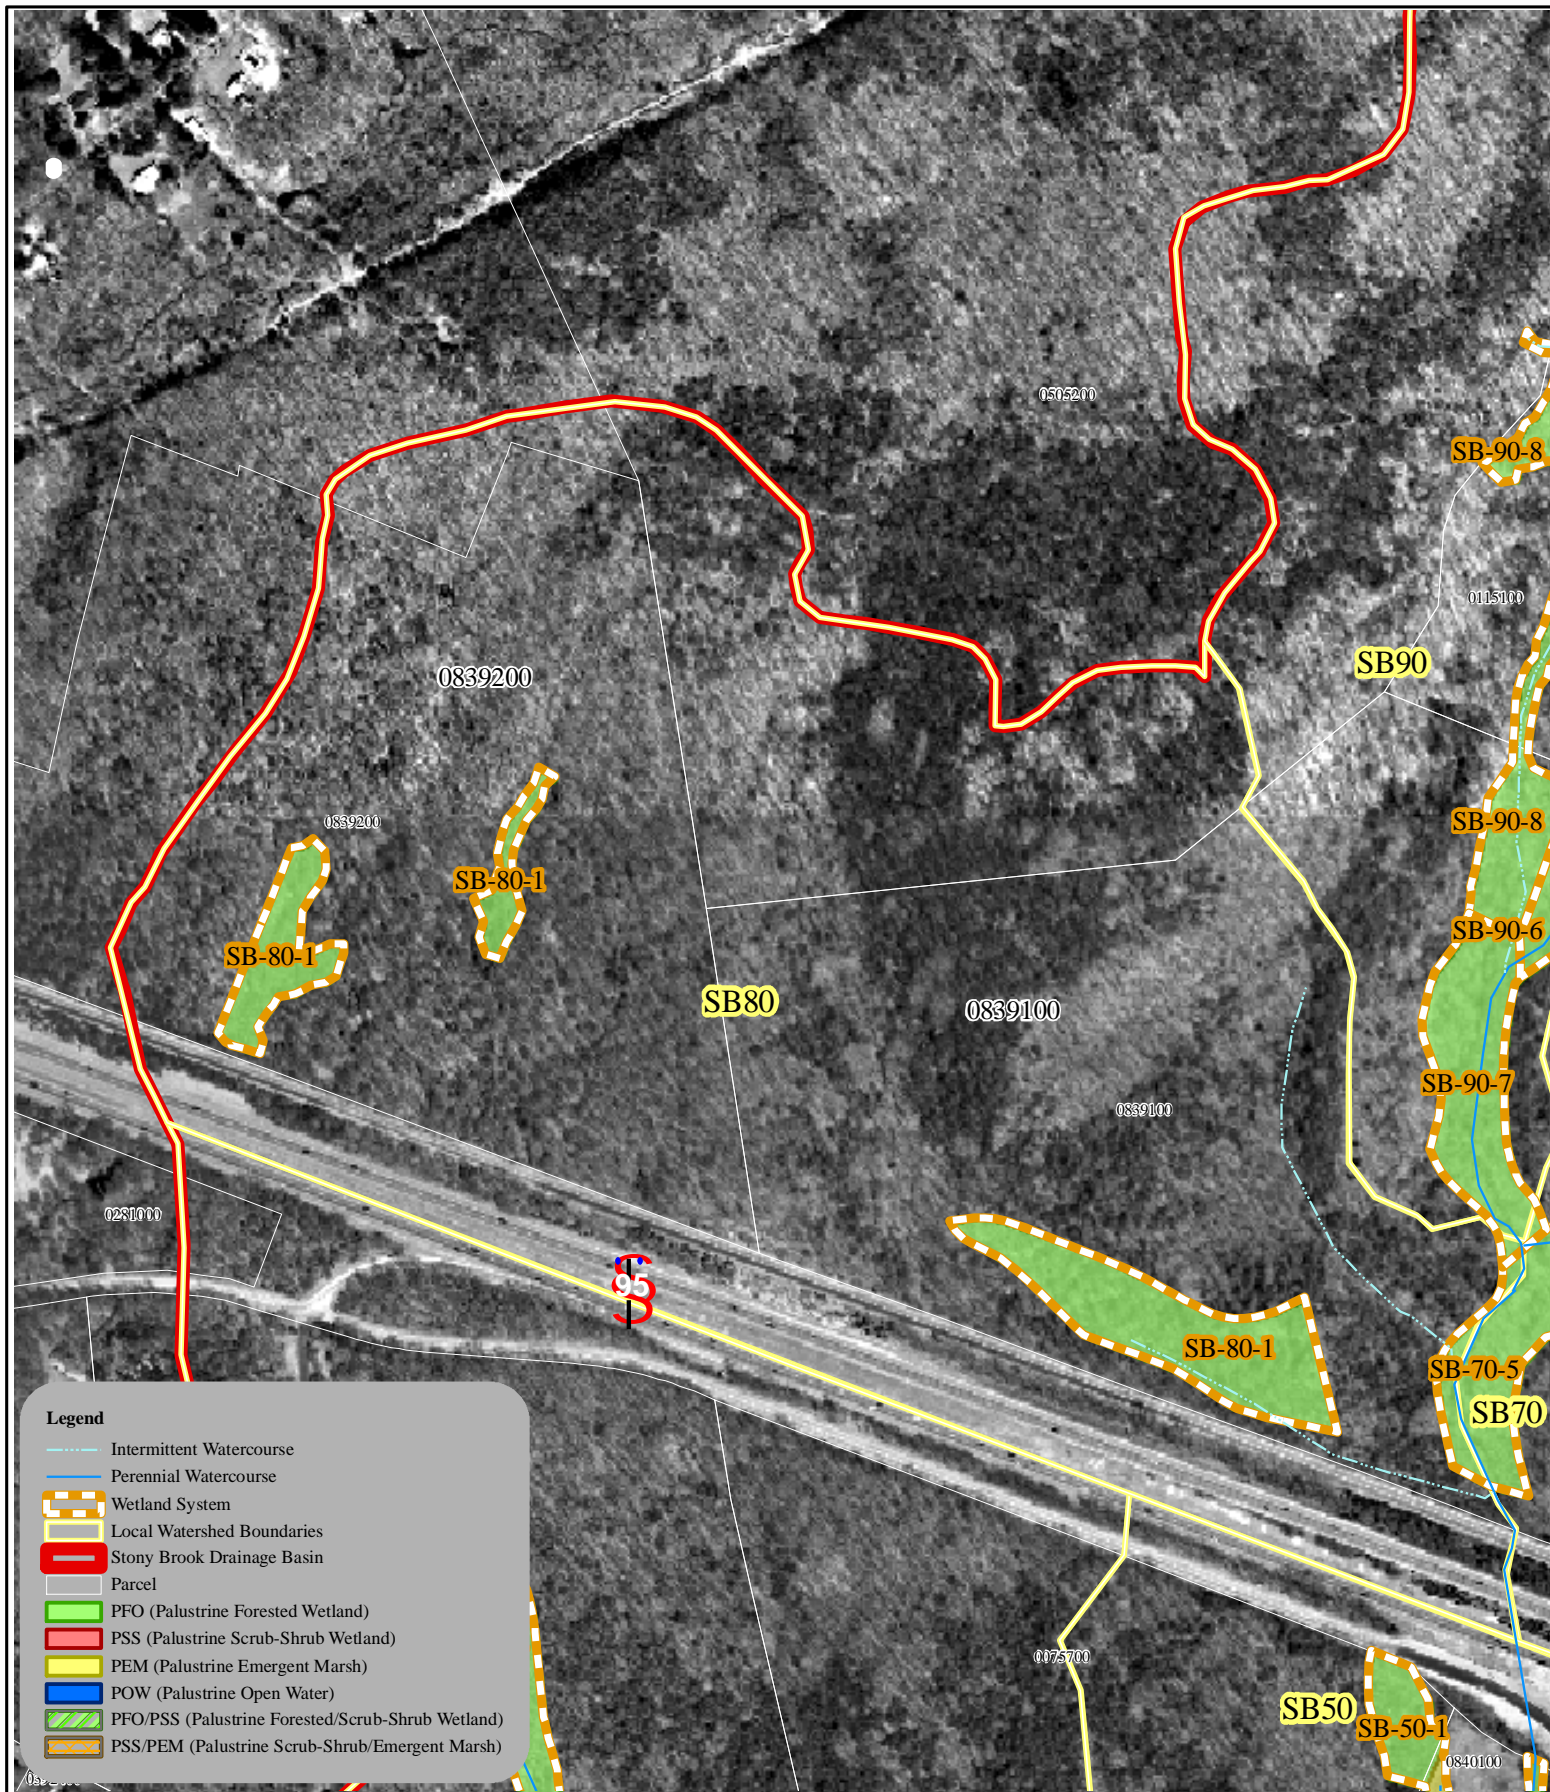 0505200
SB-90-8
0115100
SB90
0839200
0839200
SB-90-8
SB-80-1
SB-90-6
SB-80-1
SB80
0839100
SB-90-7
0839100
0281000
95
SB-80-1
SB-70-5
SB70
Legend
Intermittent Watercourse
Perennial Watercourse
Wetland System
Local Watershed Boundaries
Stony Brook Drainage Basin
Parcel
PFO (Palustrine Forested Wetland)
PSS (Palustrine Scrub-Shrub Wetland)
PEM (Palustrine Emergent Marsh)
POW (Palustrine Open Water)
PFO/PSS (Palustrine Forested/Scrub-Shrub Wetland)
PSS/PEM (Palustrine Scrub-Shrub/Emergent Marsh)
0075700
SB50
SB-50-1
0840100